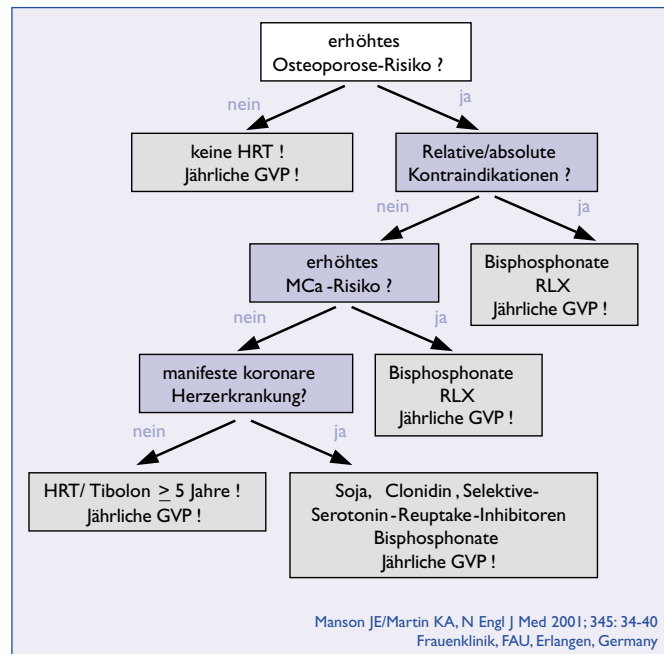 erhöhtes
Osteoporose-Risiko ?
nein
ja
keine HRT !
Jährliche GVP !
Relative/absolute
Kontraindikationen ?
nein
ja
erhöhtes
MCa -Risiko ?
Bisphosphonate
RLX
Jährliche GVP !
nein
ja
manifeste koronare
Herzerkrankung?
Bisphosphonate
RLX
Jährliche GVP !
nein
ja
HRT/ Tibolon ≥ 5 Jahre !
Jährliche GVP !
Soja, Clonidin , Selektive-
Serotonin-Reuptake-Inhibitoren
Bisphosphonate
Jährliche GVP !
Manson JE/Martin KA, N Engl J Med 2001; 345: 34-40
Frauenklinik, FAU, Erlangen, Germany